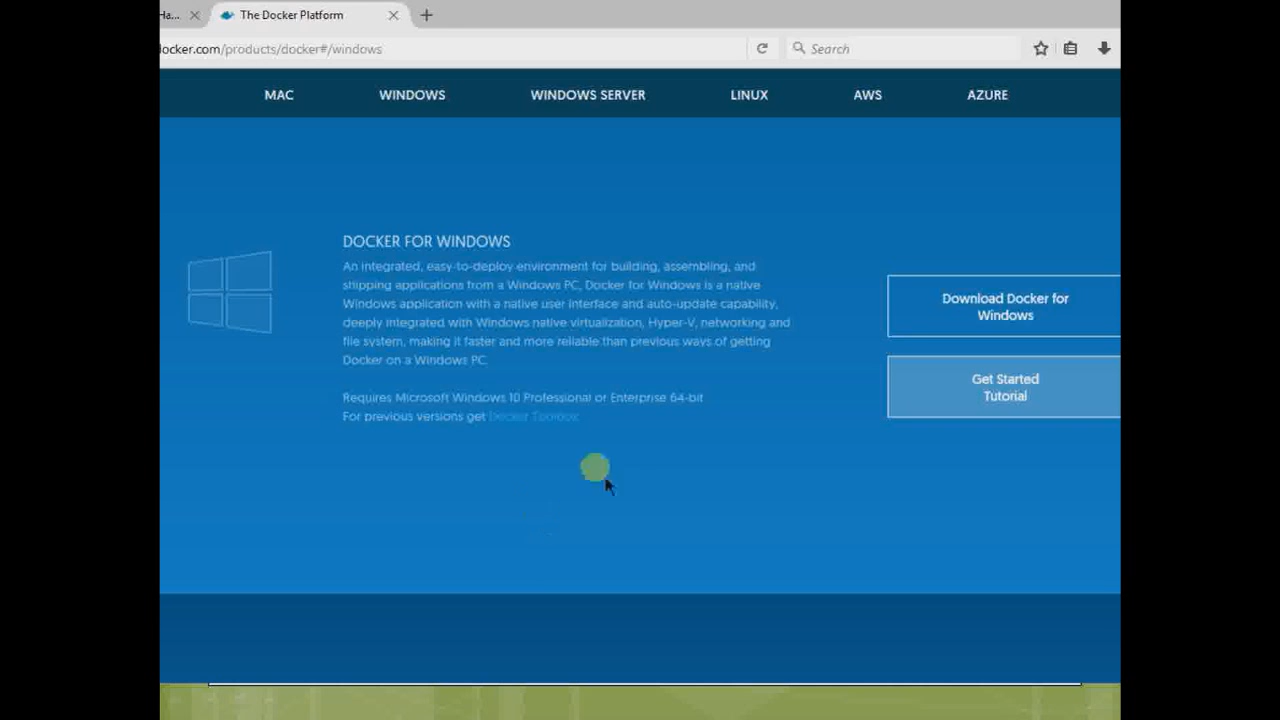 Ha...
The Docker Platform
locker.com/products/docker#/windows
Search
MAC
WINDOWS
WINDOWS SERVER
LINUX
AWS
AZURE
DOCKER FOR WINDOWS
An integrated, easy-to-deploy environment for building, assembling, and
shipping applications from a Windows PC, Docker for Windows is a native
Windows application with a native user interface and auto-update capability,
deeply integrated with Windows native virtualization, Hyper-V, networking and
file system, making it faster and more reliable than previous ways of getting
Docker on a Windows PC.
Requires Microsoft Windows 10 Professional or Enterprise 64-bit
For previous versions get Docker Toolbox
Download Docker for
Windows
Get Started
Tutorial